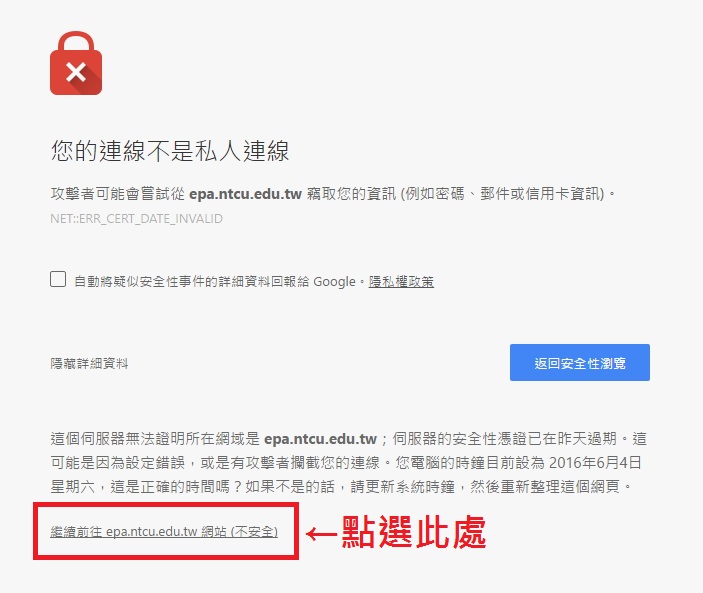 您的連線不是私人連線
攻擊者可能會嘗試從 epa.ntcu.edu.tw 竊取您的資訊 (例如密碼、郵件或信用卡資訊)。
NET::ERR_CERT_DATE_INVALID
自動將疑似安全性事件的詳細資料回報給 Google。隱私權政策
隱藏詳細資料
返回安全性瀏覽
這個伺服器無法證明所在網域是 epa.ntcu.edu.tw；伺服器的安全性憑證已在昨天過期。這
可能是因為設定錯誤，或是有攻擊者攔截您的連線。您電腦的時鐘目前設為 2016年6月4日
星期六，這是正確的時間嗎？如果不是的話，請更新系統時鐘，然後重新整理這個網頁。
繼續前往 epa.ntcu.edu.tw 網站 (不安全)
←點選此處